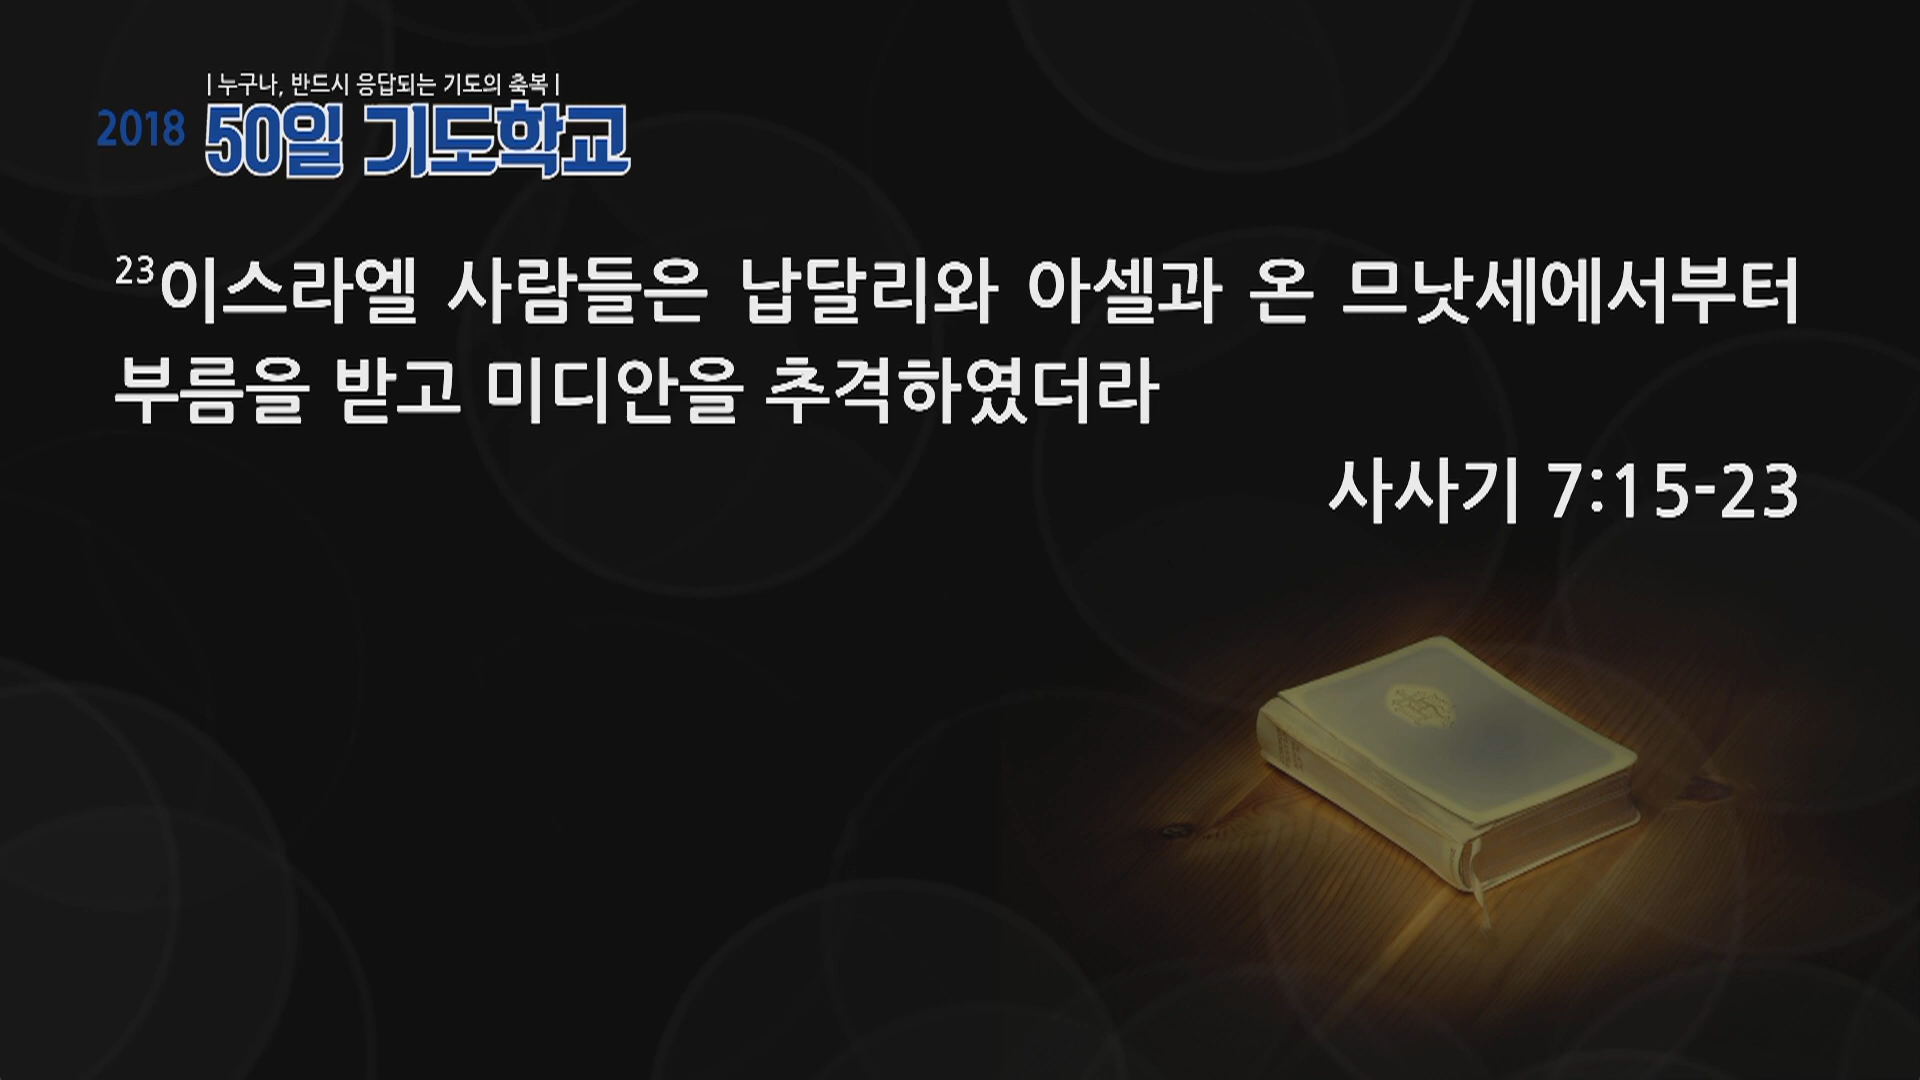 | 누구나, 반드시 응답되는 기도의 축복 |
2018 50일 기도학교
23이스라엘 사람들은 납달리와 아셀과 온 므낫세에서부터
부름을 받고 미디안을 추격하였더라
사사기 7:15-23